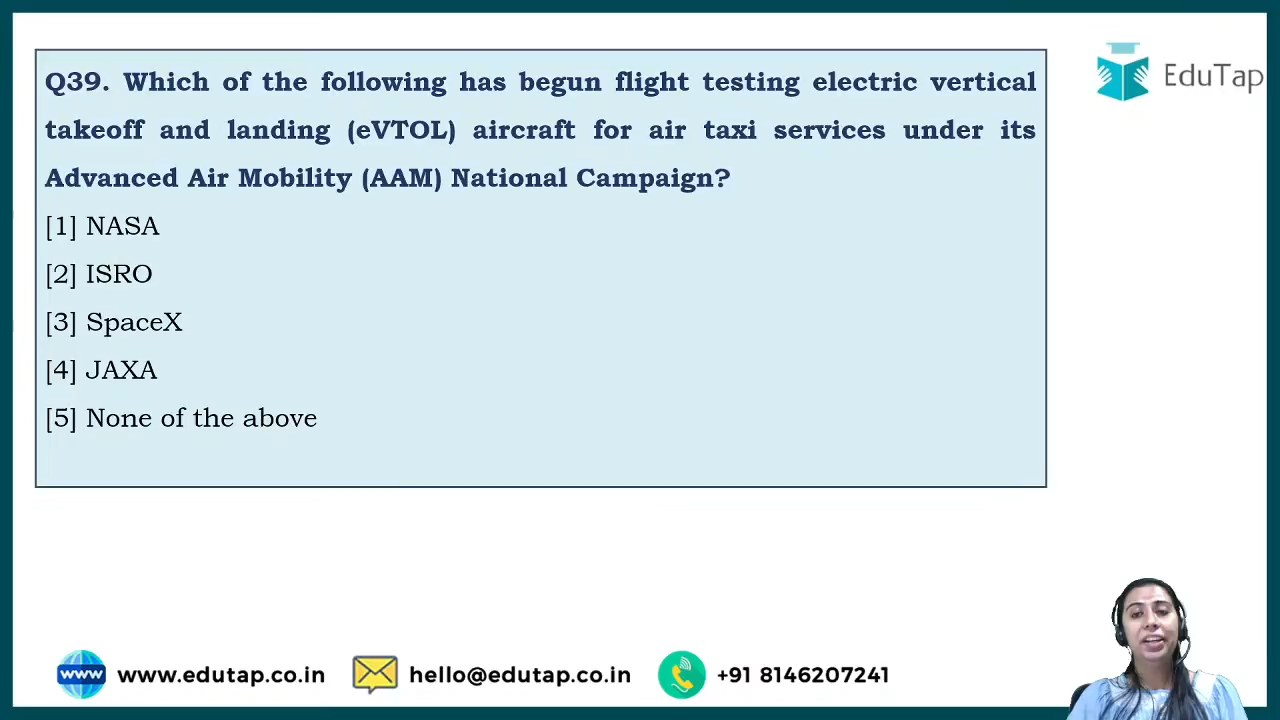 Q39. Which of the following has begun flight testing electric vertical
takeoff and landing (eVTOL) aircraft for air taxi services under its
Advanced Air Mobility (AAM) National Campaign?
[1] NASA
[2] ISRO
[3] SpaceX
[4] JAXA
[5] None of the above
EduTap
www www.edutap.co.in hello@edutap.co.in +91 8146207241